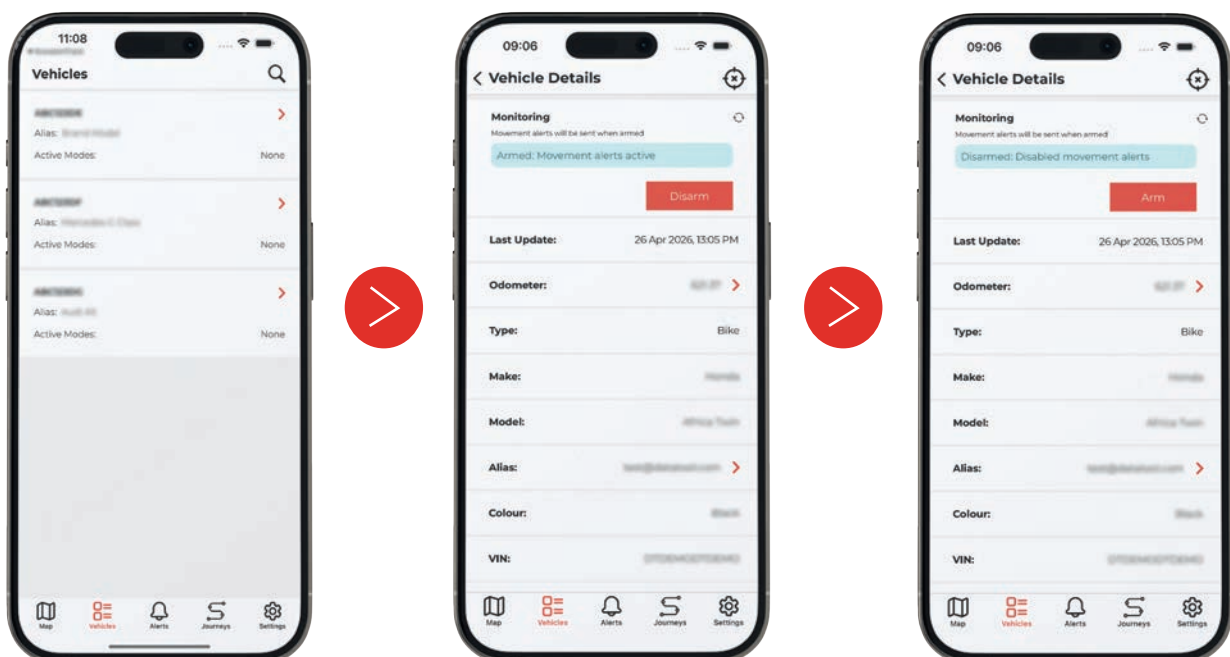 11:08
Vehicles
Alias:
Active Modes: None
Alias:
Active Modes: None
Alias:
Active Modes: None
Map Vehicles Alerts Journeys Settings
09:06
Vehicle Details
Monitoring
Movement alerts will be sent when armed
Armed: Movement alerts active
Disarm
Last Update: 26 Apr 2026, 13:05 PM
Odometer:
Type: Bike
Make:
Model:
Alias:
Colour:
VIN:
Map Vehicles Alerts Journeys Settings
09:06
Vehicle Details
Monitoring
Movement alerts will be sent when armed
Disarmed: Disabled movement alerts
Arm
Last Update: 26 Apr 2026, 13:05 PM
Odometer:
Type: Bike
Make:
Model:
Alias:
Colour:
VIN:
Map Vehicles Alerts Journeys Settings